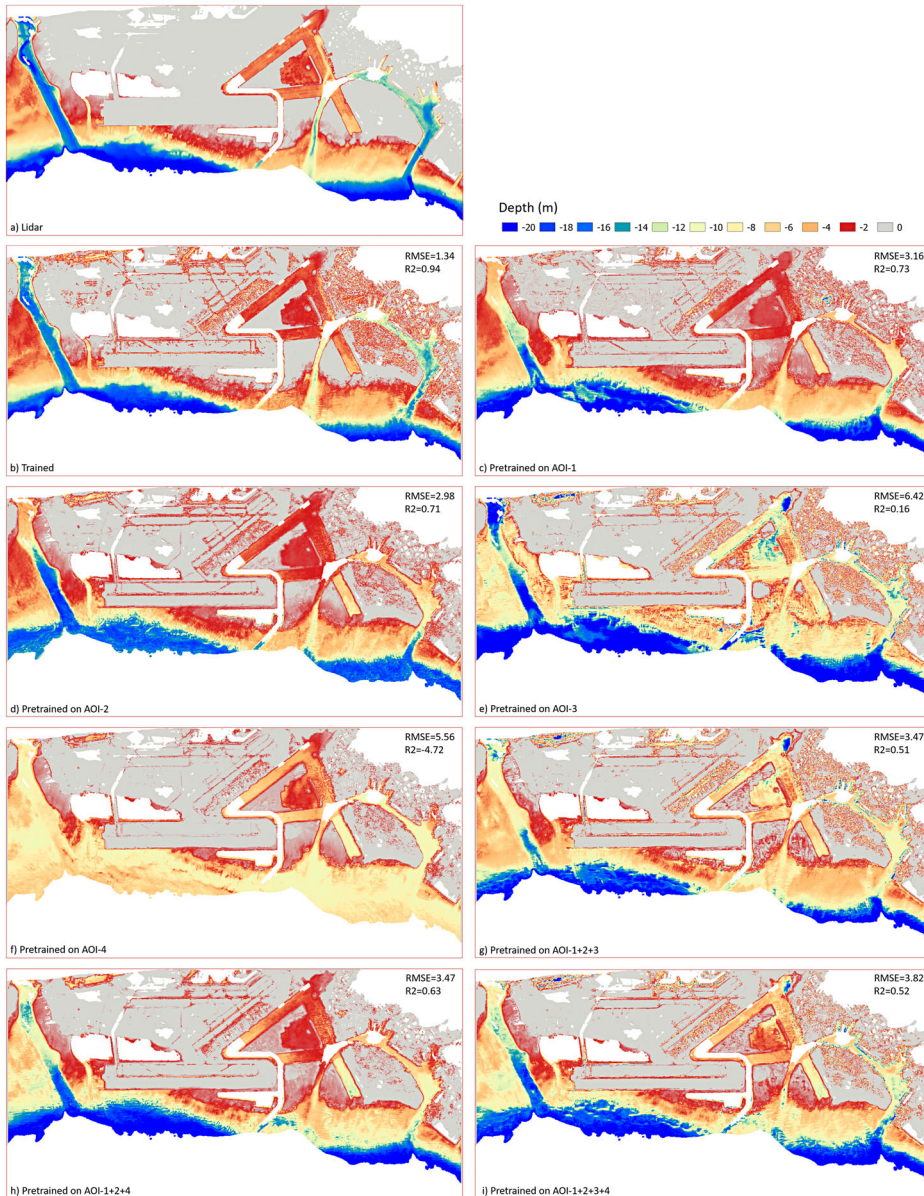 a) Lidar
Depth (m)
-20 -18 -16 -14 -12 -10 -8 -6 -4 -2 0
RMSE=1.34
R2=0.94
b) Trained
RMSE=3.16
R2=0.73
c) Pretrained on AOI-1
RMSE=2.98
R2=0.71
d) Pretrained on AOI-2
RMSE=6.42
R2=0.16
e) Pretrained on AOI-3
RMSE=5.56
R2=-4.72
f) Pretrained on AOI-4
RMSE=3.47
R2=0.51
g) Pretrained on AOI-1+2+3
RMSE=3.47
R2=0.63
h) Pretrained on AOI-1+2+4
RMSE=3.82
R2=0.52
i) Pretrained on AOI-1+2+3+4